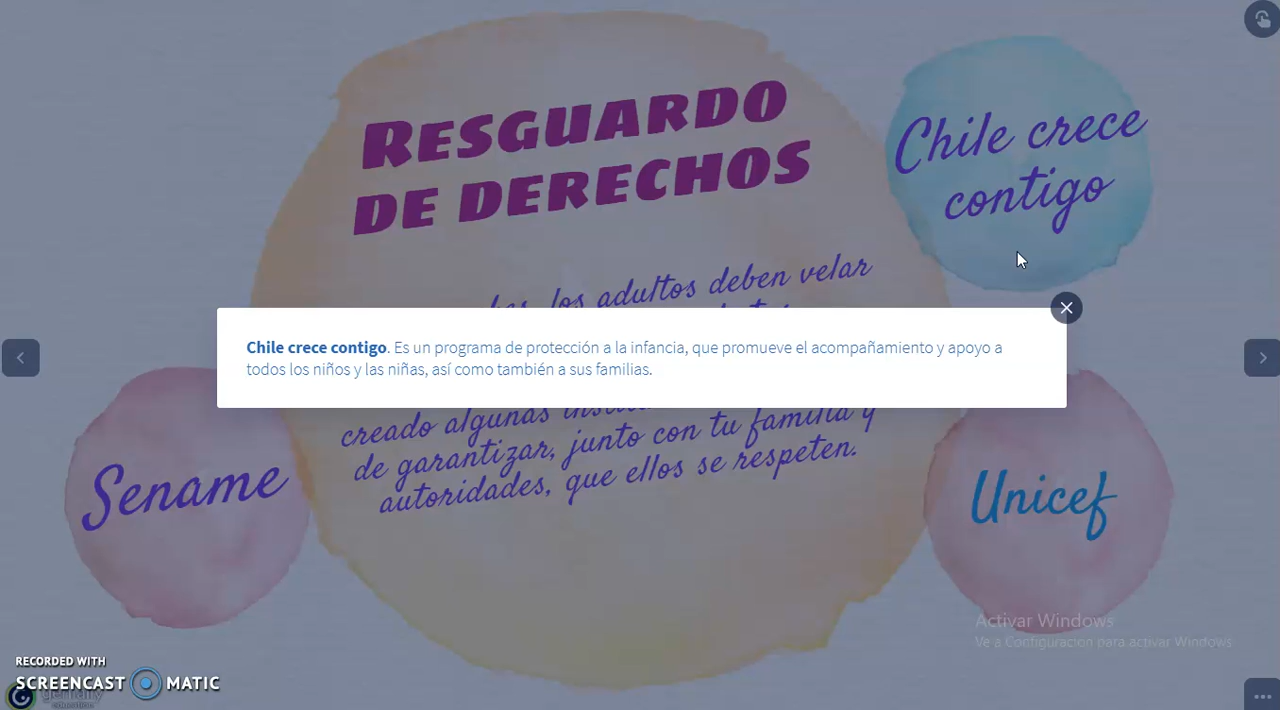 RESGUARDO
DE DERECHOS
Chile crece
contigo
los adultos deben velar
Chile crece contigo. Es un programa de protección a la infancia, que promueve el acompañamiento y apoyo a
todos los niños y las niñas, así como también a sus familias.
creado algunas
de garantizar, junto con tu familia y
autoridades, que ellos se respeten.
Sename
Unicef
Activar Windows
Ve a Configuración para activar Windows
RECORDED WITH
SCREENCAST MATIC
genially
education